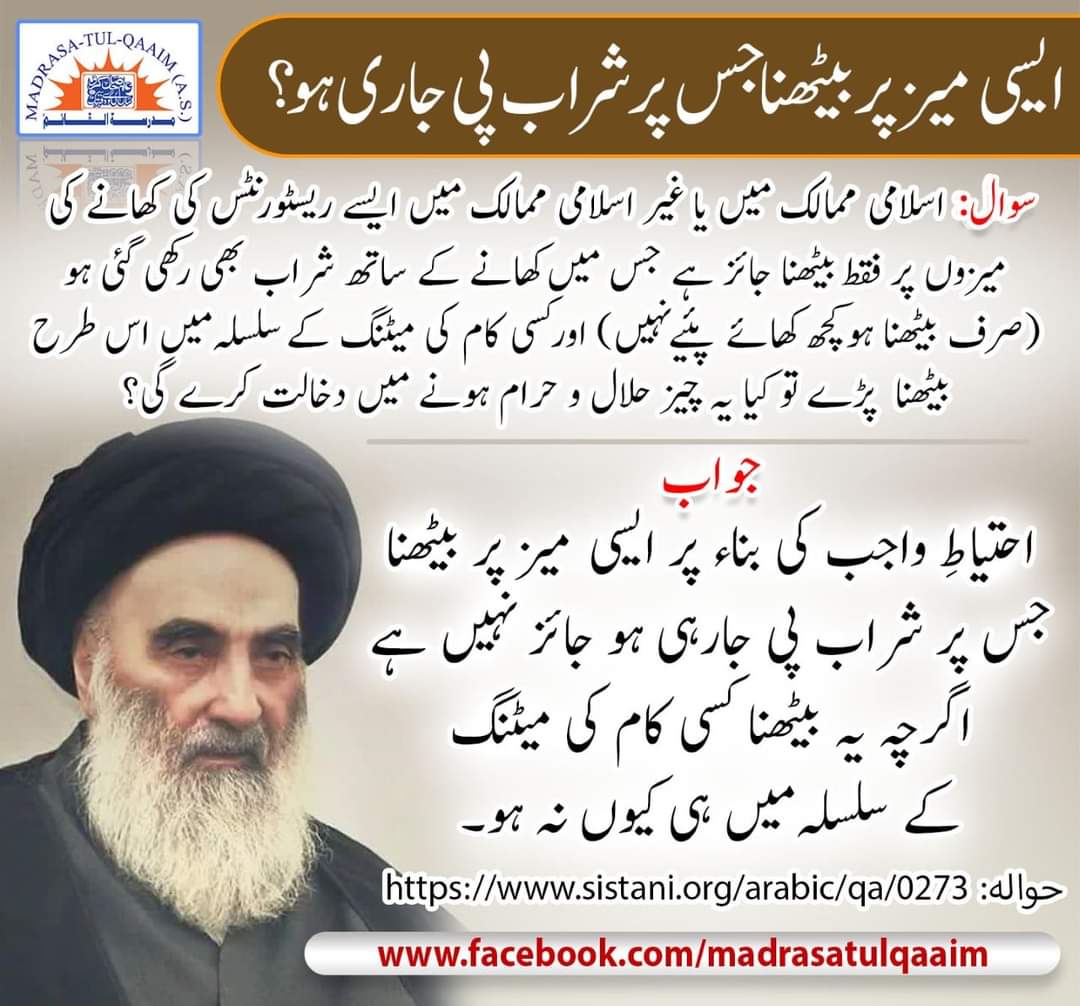 MADRASA-TUL-QAAIM (A.S.)
مدرسة القائم
ایسی میز پر بیٹھنا جس پر شراب پی جاری ہو؟
سوال: اسلامی ممالک میں یا غیر اسلامی ممالک میں ایسے ریسٹورنٹس کی کھانے کی
میزوں پر فقط بیٹھنا جائز ہے جس میں کھانے کے ساتھ شراب بھی رکھی گئی ہو
(صرف بیٹھنا ہو کچھ کھائے پئیے نہیں) اور کسی کام کی میٹنگ کے سلسلہ میں اس طرح
بیٹھنا پڑے تو کیا یہ چیز حلال و حرام ہونے میں دخالت کرے گی؟
جواب
احتیاطِ واجب کی بناء پر ایسی میز پر بیٹھنا
جس پر شراب پی جارہی ہو جائز نہیں ہے
اگرچہ یہ بیٹھنا کسی کام کی میٹنگ
کے سلسلہ میں ہی کیوں نہ ہو۔
حوالہ: https://www.sistani.org/arabic/qa/0273
www.facebook.com/madrasatulqaaim